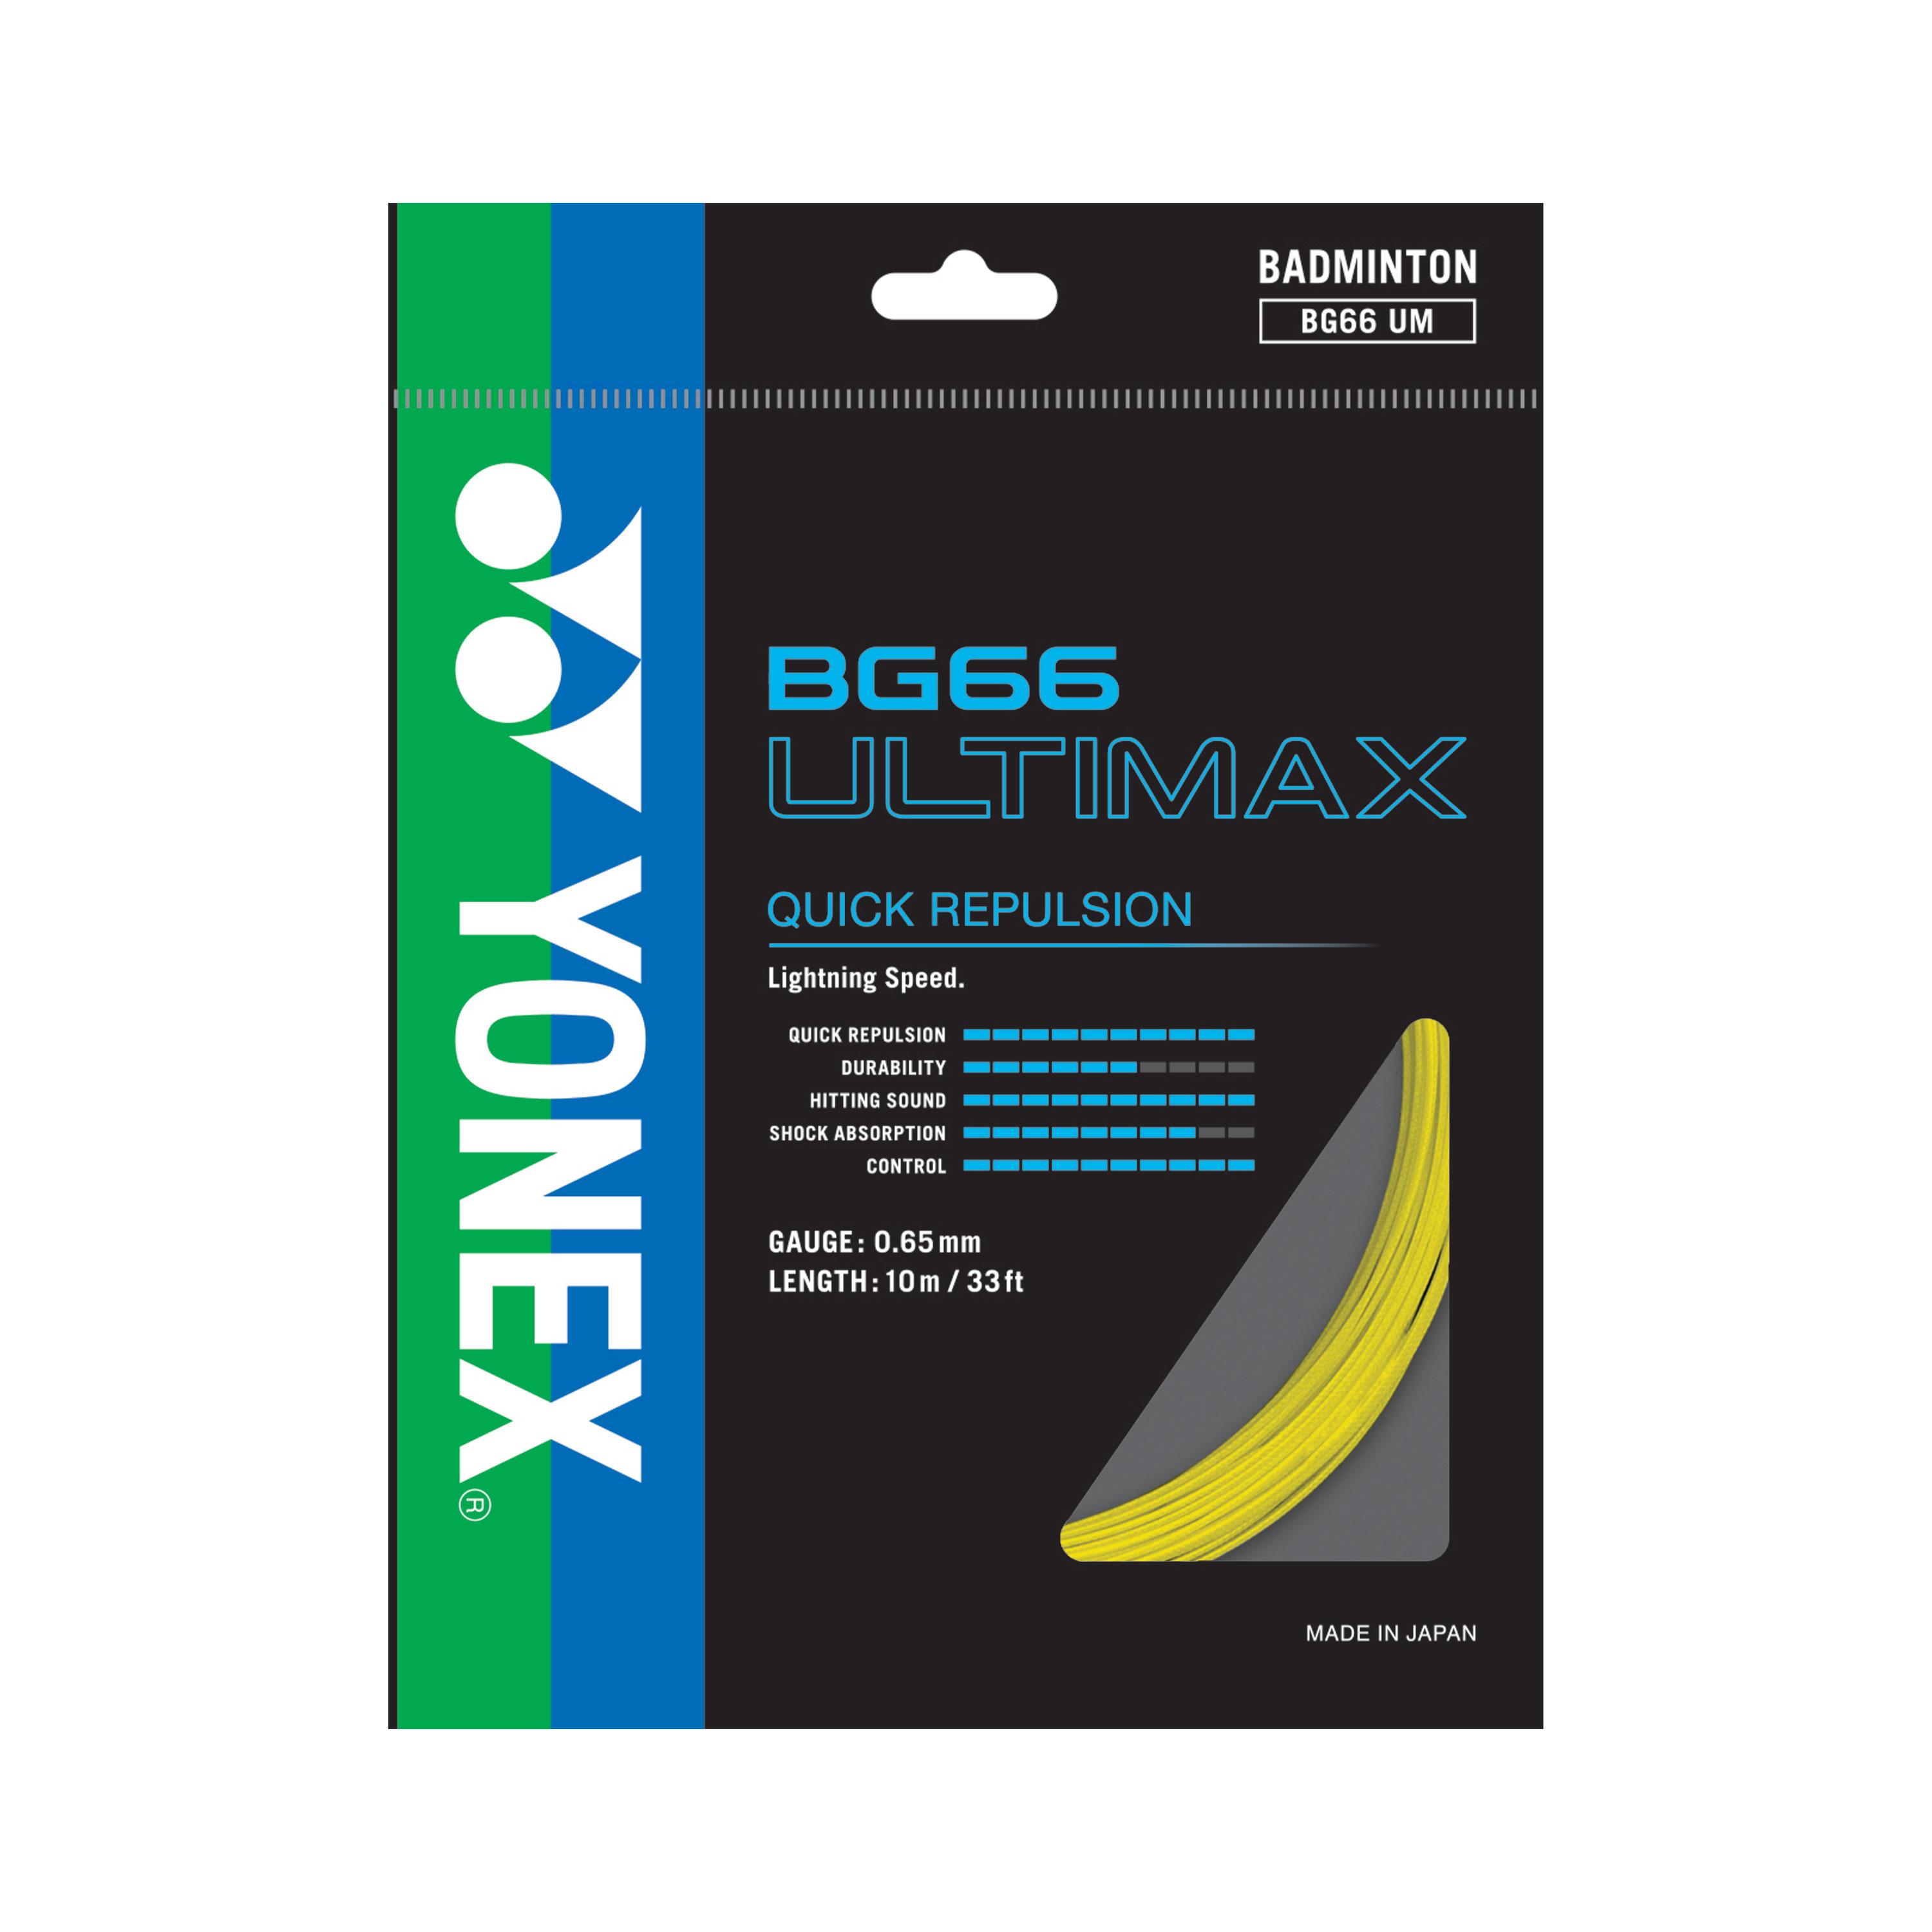 BADMINTON
BG66 UM
YONEX®
BG66
ULTIMAX
QUICK REPULSION
Lightning Speed.
QUICK REPULSION
DURABILITY
HITTING SOUND
SHOCK ABSORPTION
CONTROL
GAUGE: 0.65mm
LENGTH: 10m / 33ft
MADE IN JAPAN